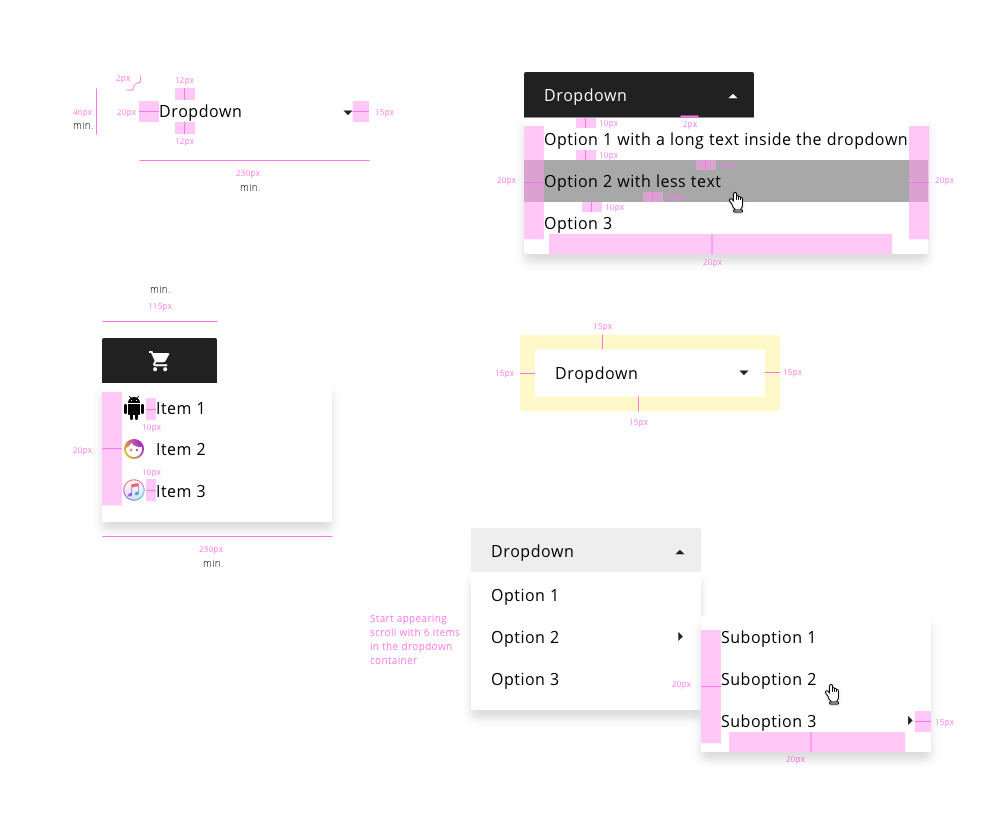 2px
12px
46px
min.
20px
Dropdown
15px
12px
230px
min.
Dropdown
10px
2px
Option 1 with a long text inside the dropdown
10px
20px
Option 2 with less text
20px
10px
Option 3
20px
min.
115px
Item 1
10px
20px
Item 2
10px
Item 3
230px
min.
15px
15px
Dropdown
15px
15px
Dropdown
Option 1
Start appearing
scroll with 6 items
in the dropdown
container
Option 2
Option 3
Suboption 1
20px
Suboption 2
Suboption 3
15px
20px